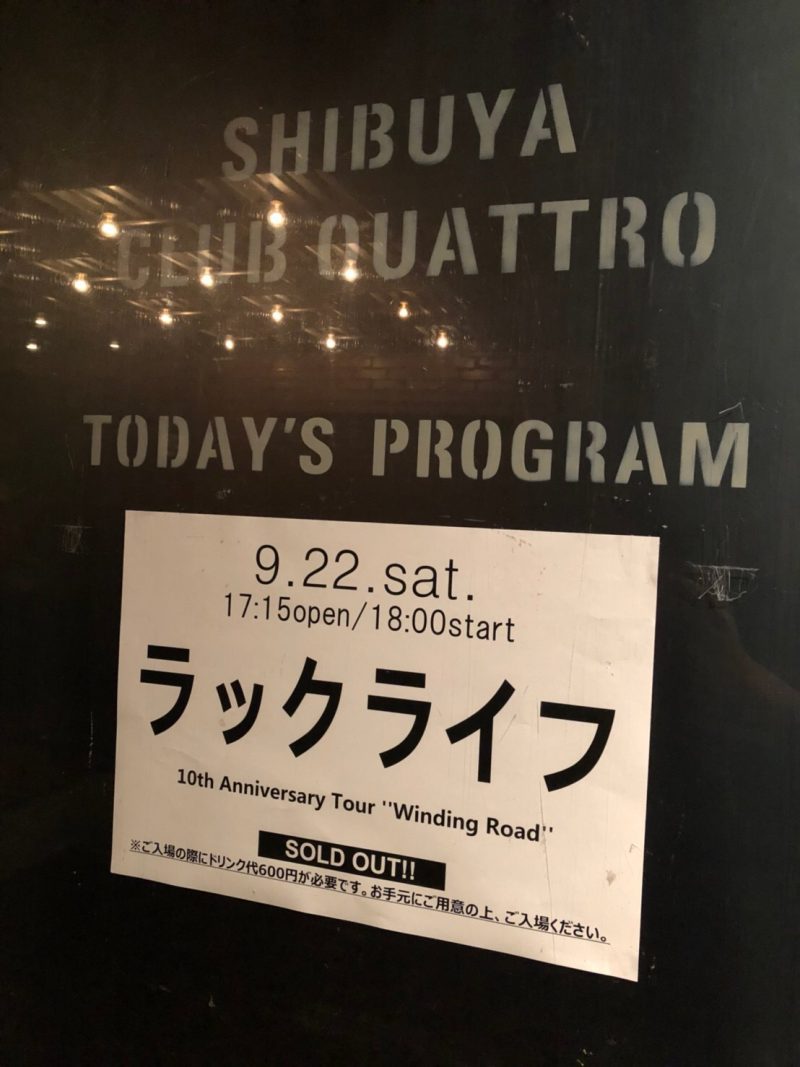 SHIBUYA
CLUB QUATTRO
TODAY'S PROGRAM
9.22.sat.
17:15open/18:00start
ラックライフ
10th Anniversary Tour ''Winding Road''
SOLD OUT!!
※ご入場の際にドリンク代600円が必要です。お手元にご用意の上、ご入場ください。